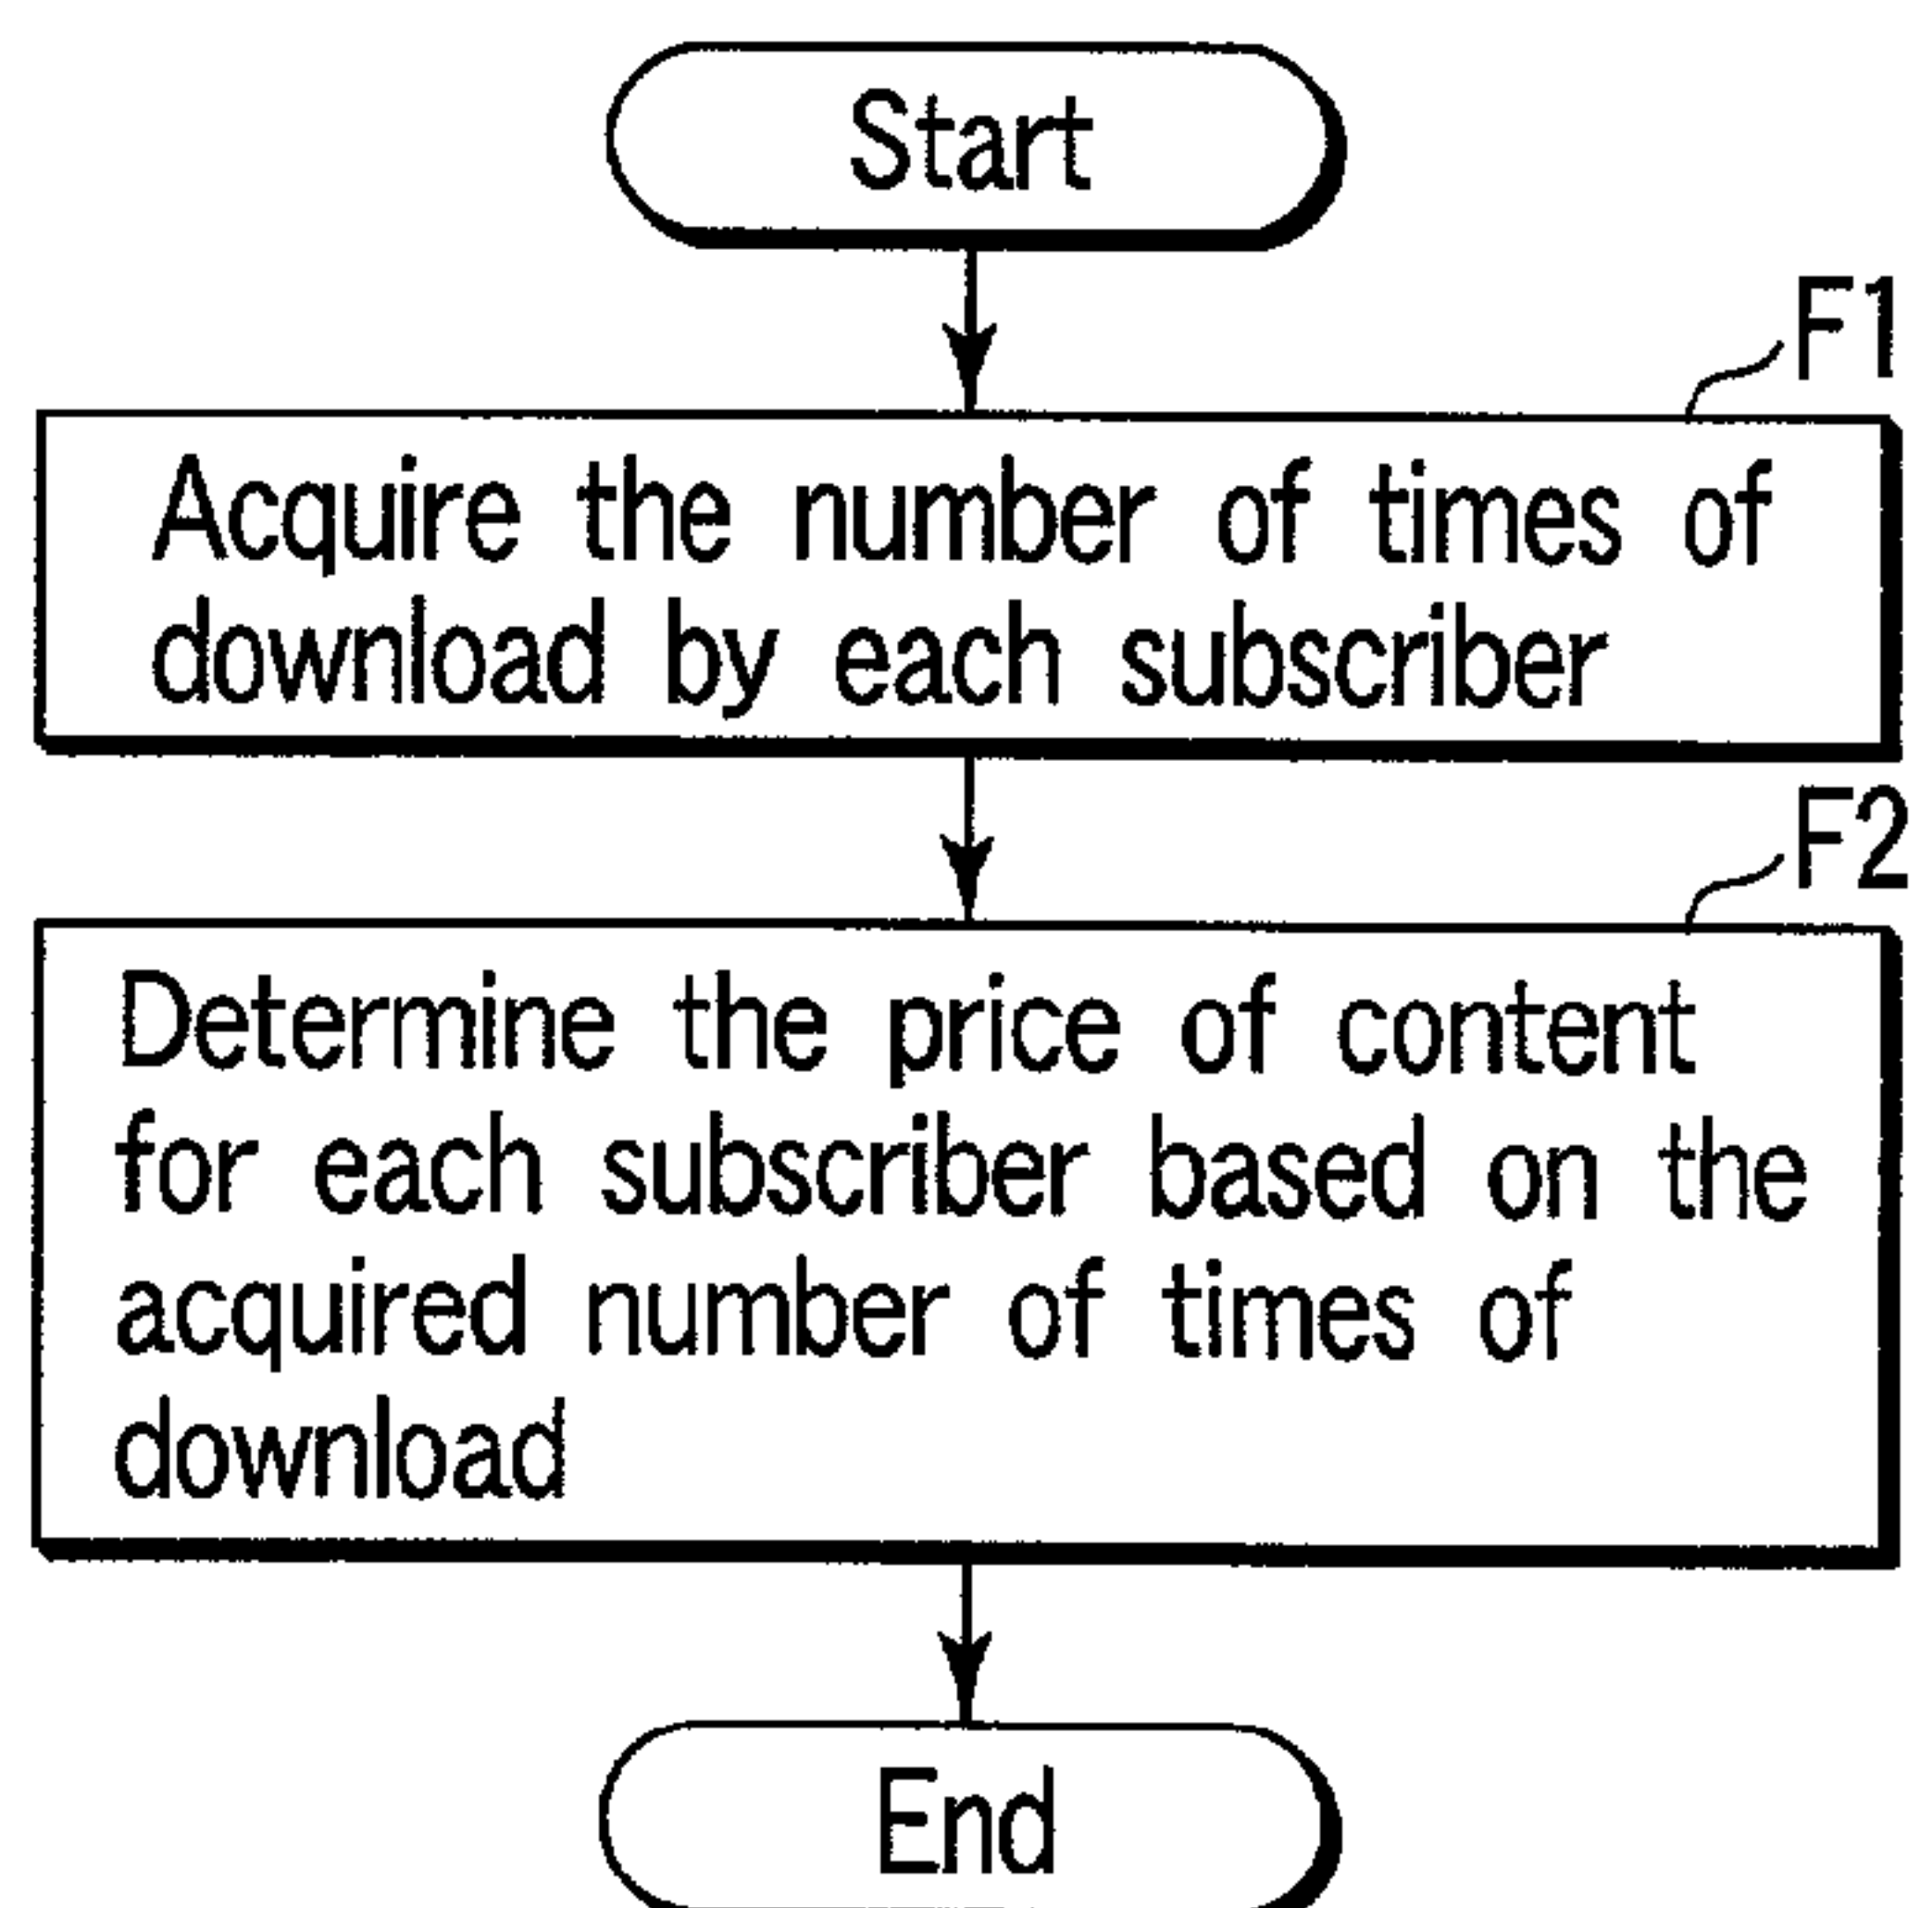 Start
F1
Acquire the number of times of
download by each subscriber
F2
Determine the price of content
for each subscriber based on the
acquired number of times of
download
End